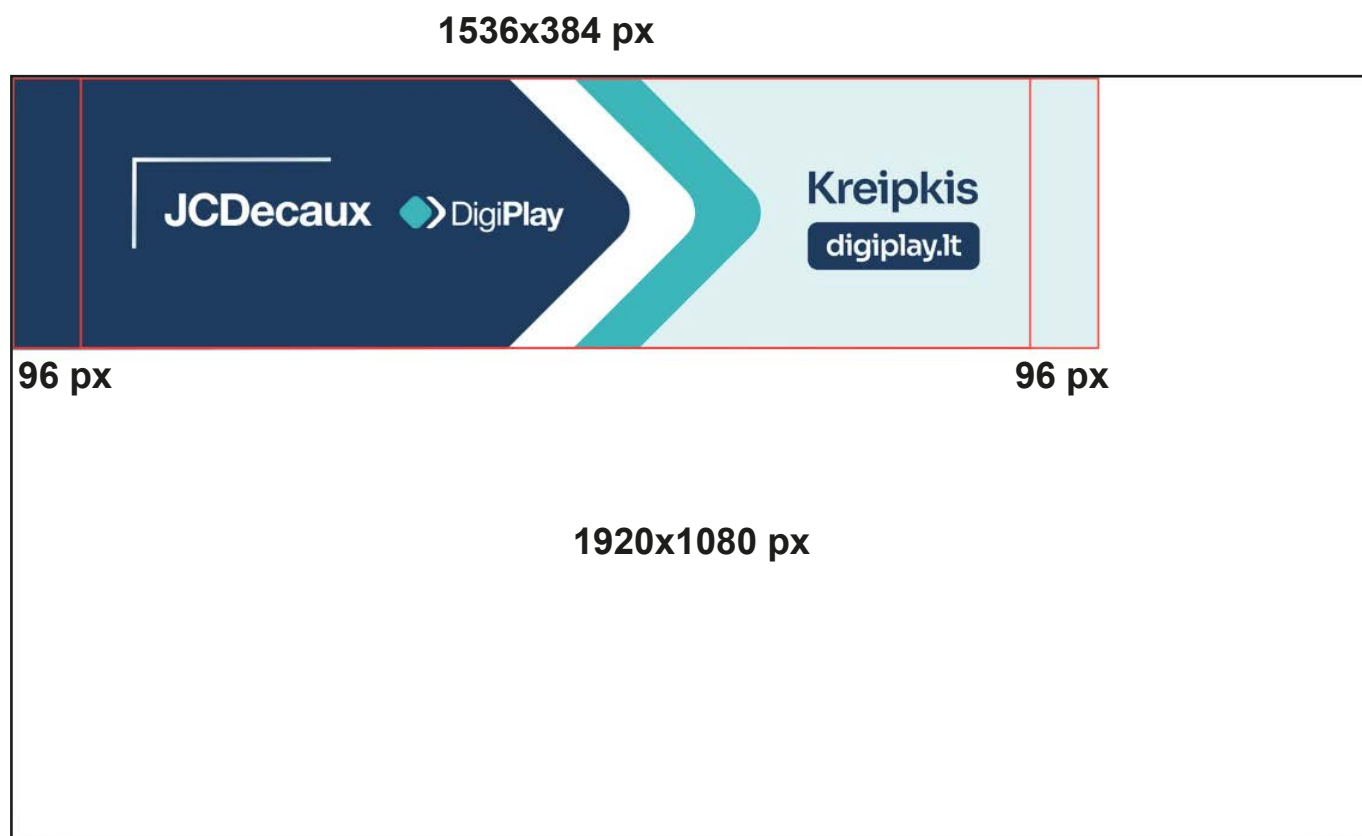 1536x384 px
JCDecaux DigiPlay
Kreipkis
digiplay.lt
96 px 96 px
1920x1080 px